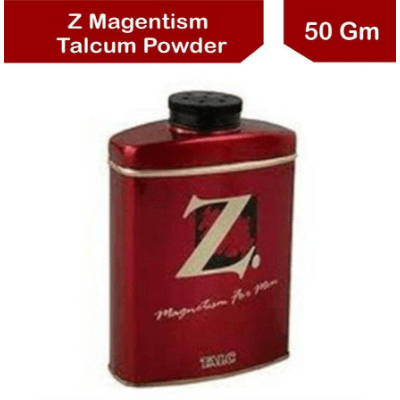 Z Magentism
Talcum Powder
50 Gm
Z.
Magnetism For Men
TALC